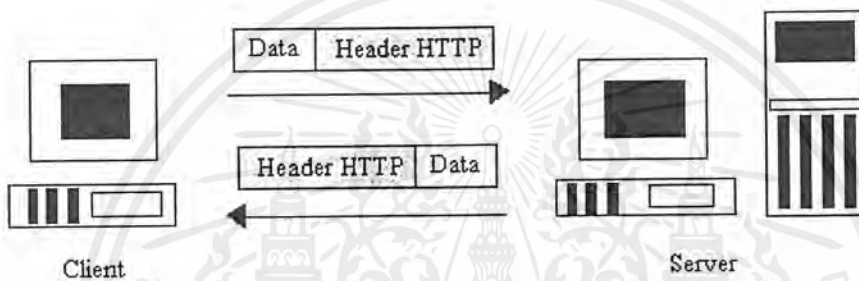 Data Header HTTP
Header HTTP Data
Client
Server